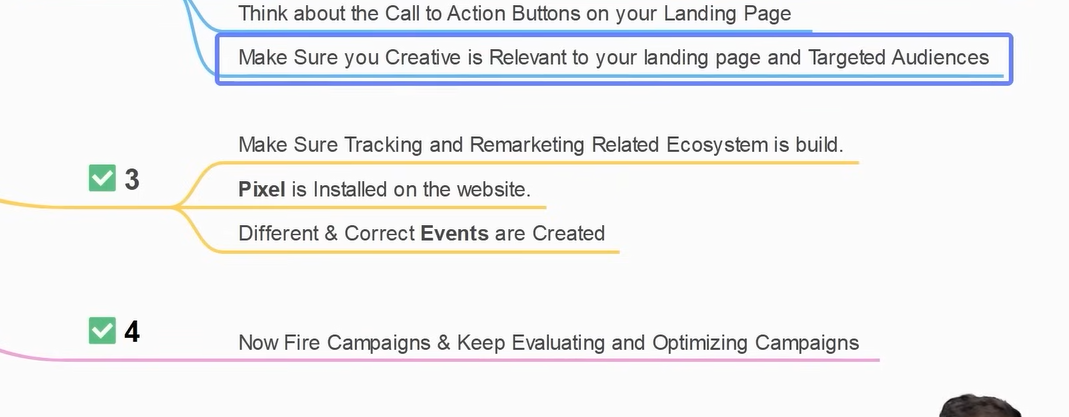 Think about the Call to Action Buttons on your Landing Page
Make Sure you Creative is Relevant to your landing page and Targeted Audiences
Make Sure Tracking and Remarketing Related Ecosystem is build.
3
Pixel is Installed on the website.
Different & Correct Events are Created
4
Now Fire Campaigns & Keep Evaluating and Optimizing Campaigns